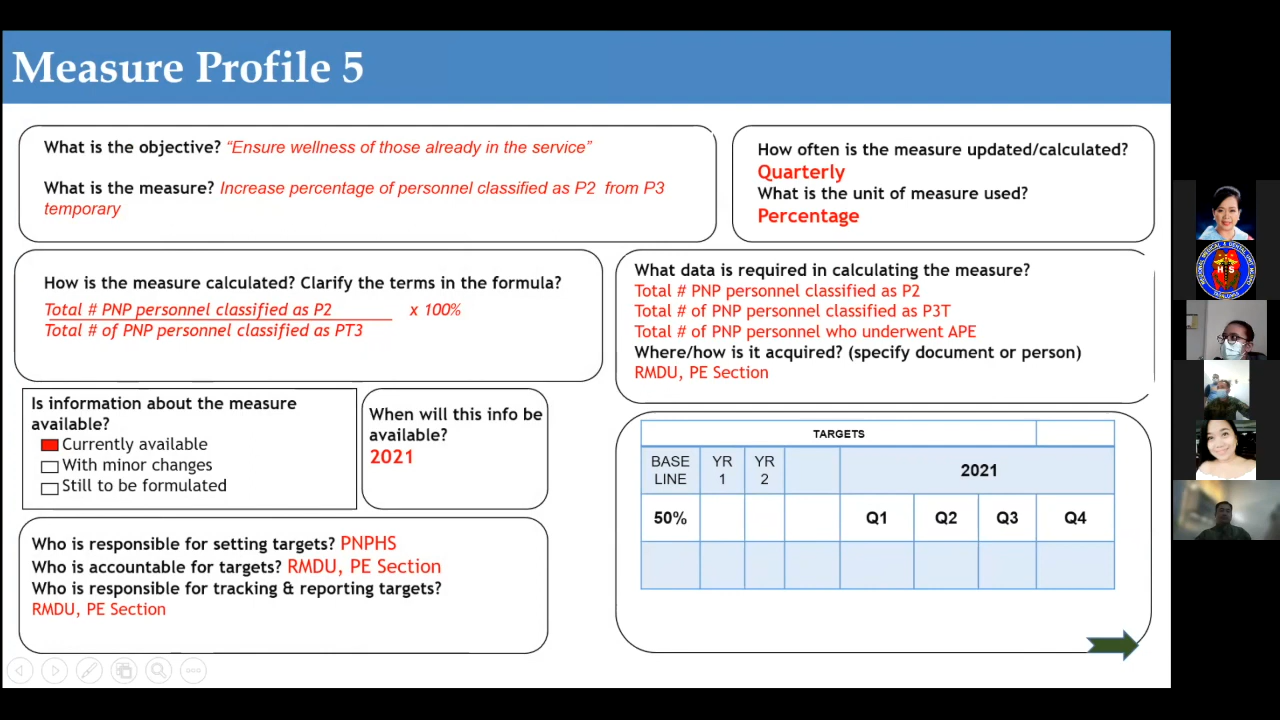 Measure Profile 5
What is the objective? “Ensure wellness of those already in the service”
What is the measure? Increase percentage of personnel classified as P2 from P3
temporary
How often is the measure updated/calculated?
Quarterly
What is the unit of measure used?
Percentage
How is the measure calculated? Clarify the terms in the formula?
Total # PNP personnel classified as P2 x 100%
Total # of PNP personnel classified as PT3
What data is required in calculating the measure?
Total # PNP personnel classified as P2
Total # of PNP personnel classified as P3T
Total # of PNP personnel who underwent APE
Where/how is it acquired? (specify document or person)
RMDU, PE Section
Is information about the measure
available?
Currently available
With minor changes
Still to be formulated
When will this info be
available?
2021
TARGETS
BASE LINE YR 1 YR 2 2021
50% Q1 Q2 Q3 Q4
Who is responsible for setting targets? PNPHS
Who is accountable for targets? RMDU, PE Section
Who is responsible for tracking & reporting targets?
RMDU, PE Section
HS